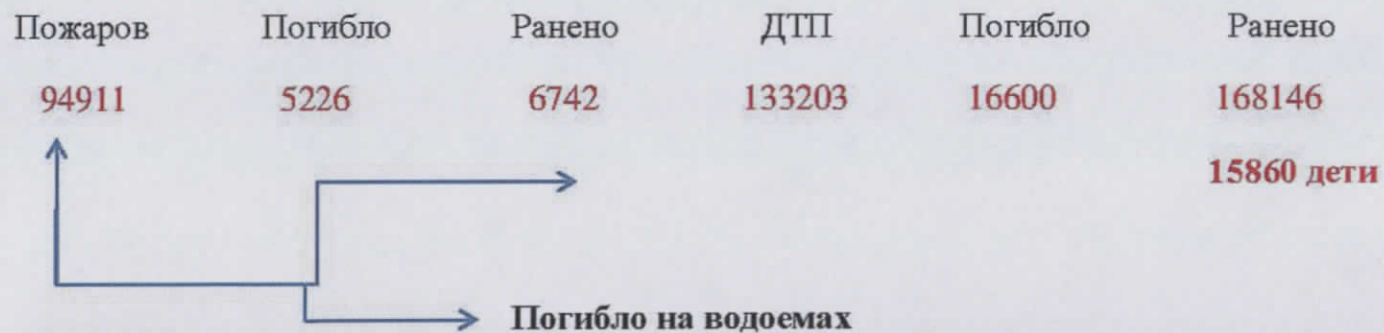 Пожаров Погибло Ранено ДТП Погибло Ранено
94911 5226 6742 133203 16600 168146
15860 дети
Погибло на водоемах